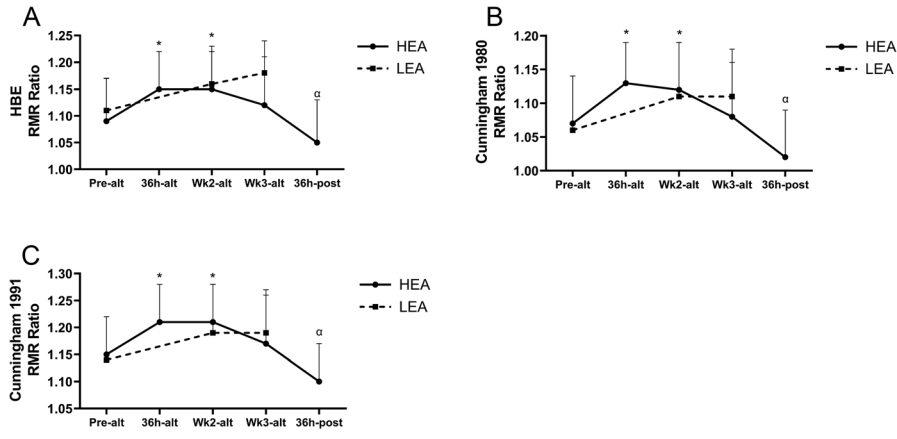 A
HBE
RMR Ratio
1.25
1.20
1.15
1.10
1.05
1.00
*
*
α
Pre-alt 36h-alt Wk2-alt Wk3-alt 36h-post
HEA
LEA
B
Cunningham 1980
RMR Ratio
1.20
1.15
1.10
1.05
1.00
*
*
α
Pre-alt 36h-alt Wk2-alt Wk3-alt 36h-post
HEA
LEA
C
Cunningham 1991
RMR Ratio
1.30
1.25
1.20
1.15
1.10
1.05
*
*
α
Pre-alt 36h-alt Wk2-alt Wk3-alt 36h-post
HEA
LEA